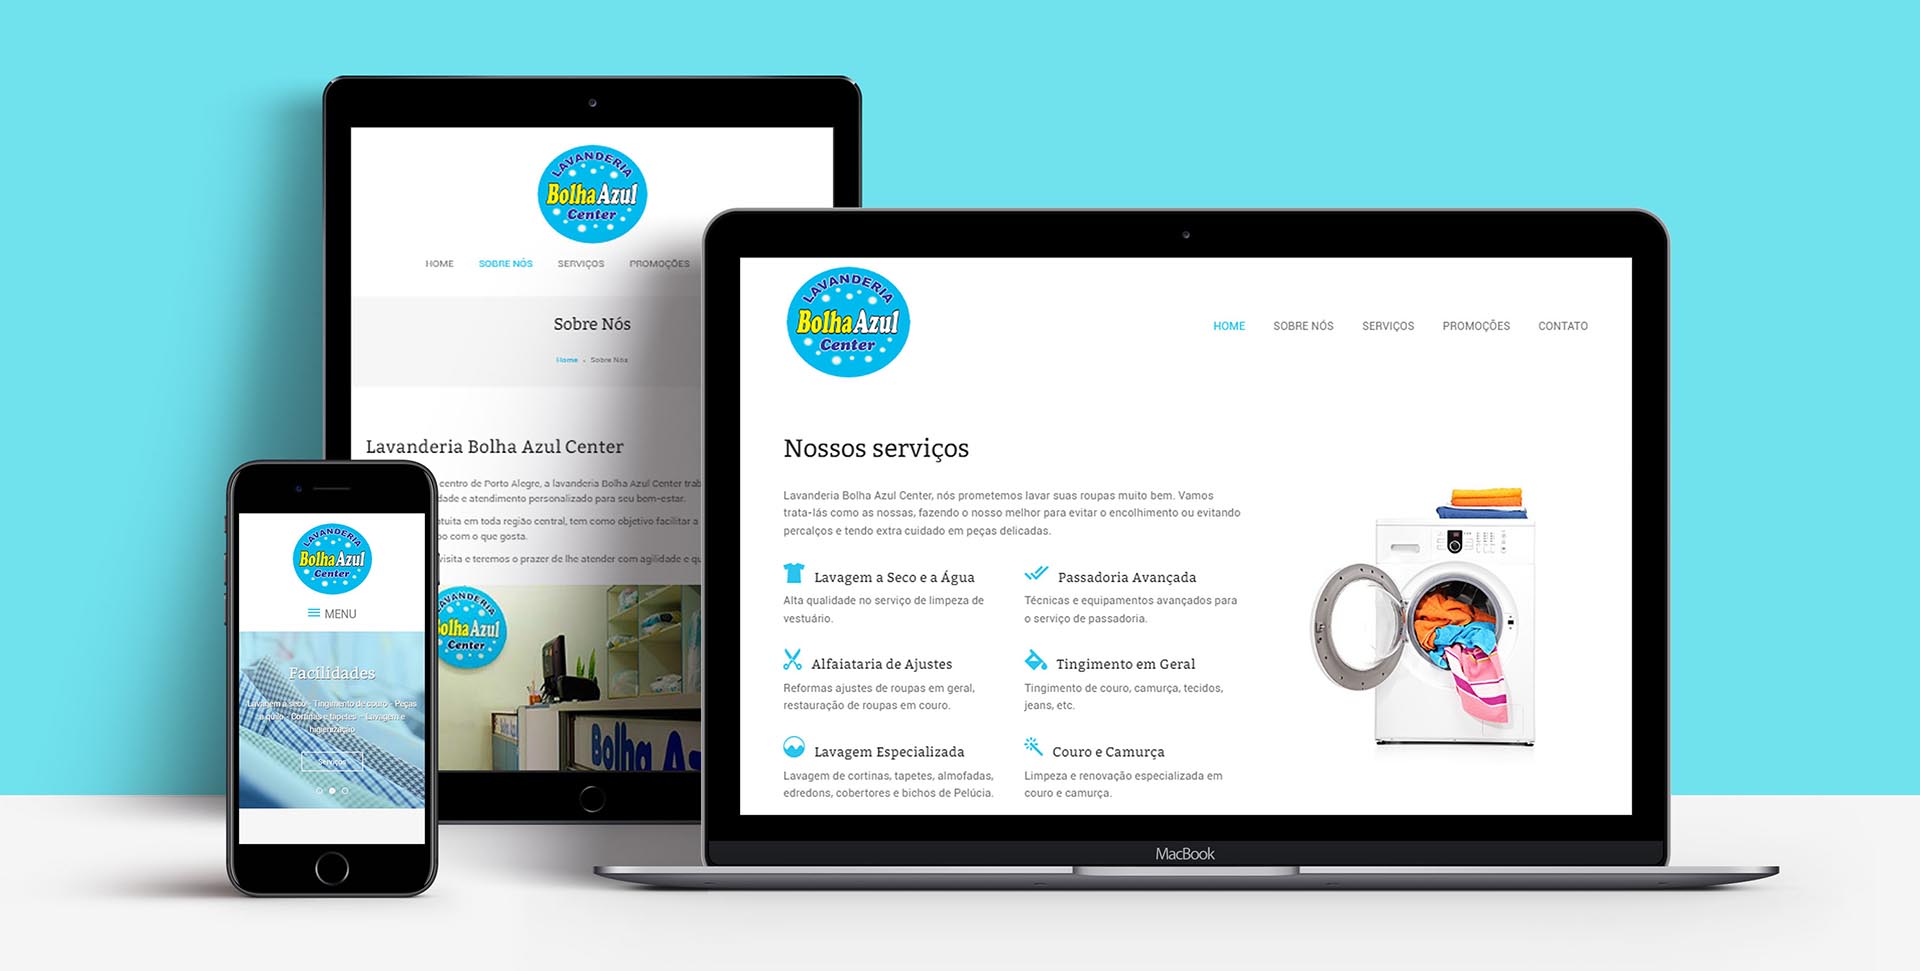 LAVANDERIA
Bolha Azul
Center
HOME SOBRE NÓS SERVIÇOS PROMOÇÕES
Sobre Nós
Home Sobre Nós
Lavanderia Bolha Azul Center
centro de Porto Alegre, a lavanderia Bolha Azul Center trab
dade e atendimento personalizado para seu bem-estar.
tuita em toda região central, tem como objetivo facilitar a
po com o que gosta.
visita e teremos o prazer de lhe atender com agilidade e qu
LAVANDERIA
Bolha Azul
Center
Bolha Az
LAVANDERIA
Bolha Azul
Center
MENU
Facilidades
Lavagem a seco - Tingimento de couro - Peças
a quilo - Cortinas e tapetes - Lavagem e
higienização
Serviços
LAVANDERIA
Bolha Azul
Center
HOME SOBRE NÓS SERVIÇOS PROMOÇÕES CONTATO
Nossos serviços
Lavanderia Bolha Azul Center, nós prometemos lavar suas roupas muito bem. Vamos
trata-lás como as nossas, fazendo o nosso melhor para evitar o encolhimento ou evitando
percalços e tendo extra cuidado em peças delicadas.
Lavagem a Seco e a Água
Alta qualidade no serviço de limpeza de
vestuário.
Passadoria Avançada
Técnicas e equipamentos avançados para
o serviço de passadoria.
Alfaiataria de Ajustes
Reformas ajustes de roupas em geral,
restauração de roupas em couro.
Tingimento em Geral
Tingimento de couro, camurça, tecidos,
jeans, etc.
Lavagem Especializada
Lavagem de cortinas, tapetes, almofadas,
edredons, cobertores e bichos de Pelúcia.
Couro e Camurça
Limpeza e renovação especializada em
couro e camurça.
MacBook